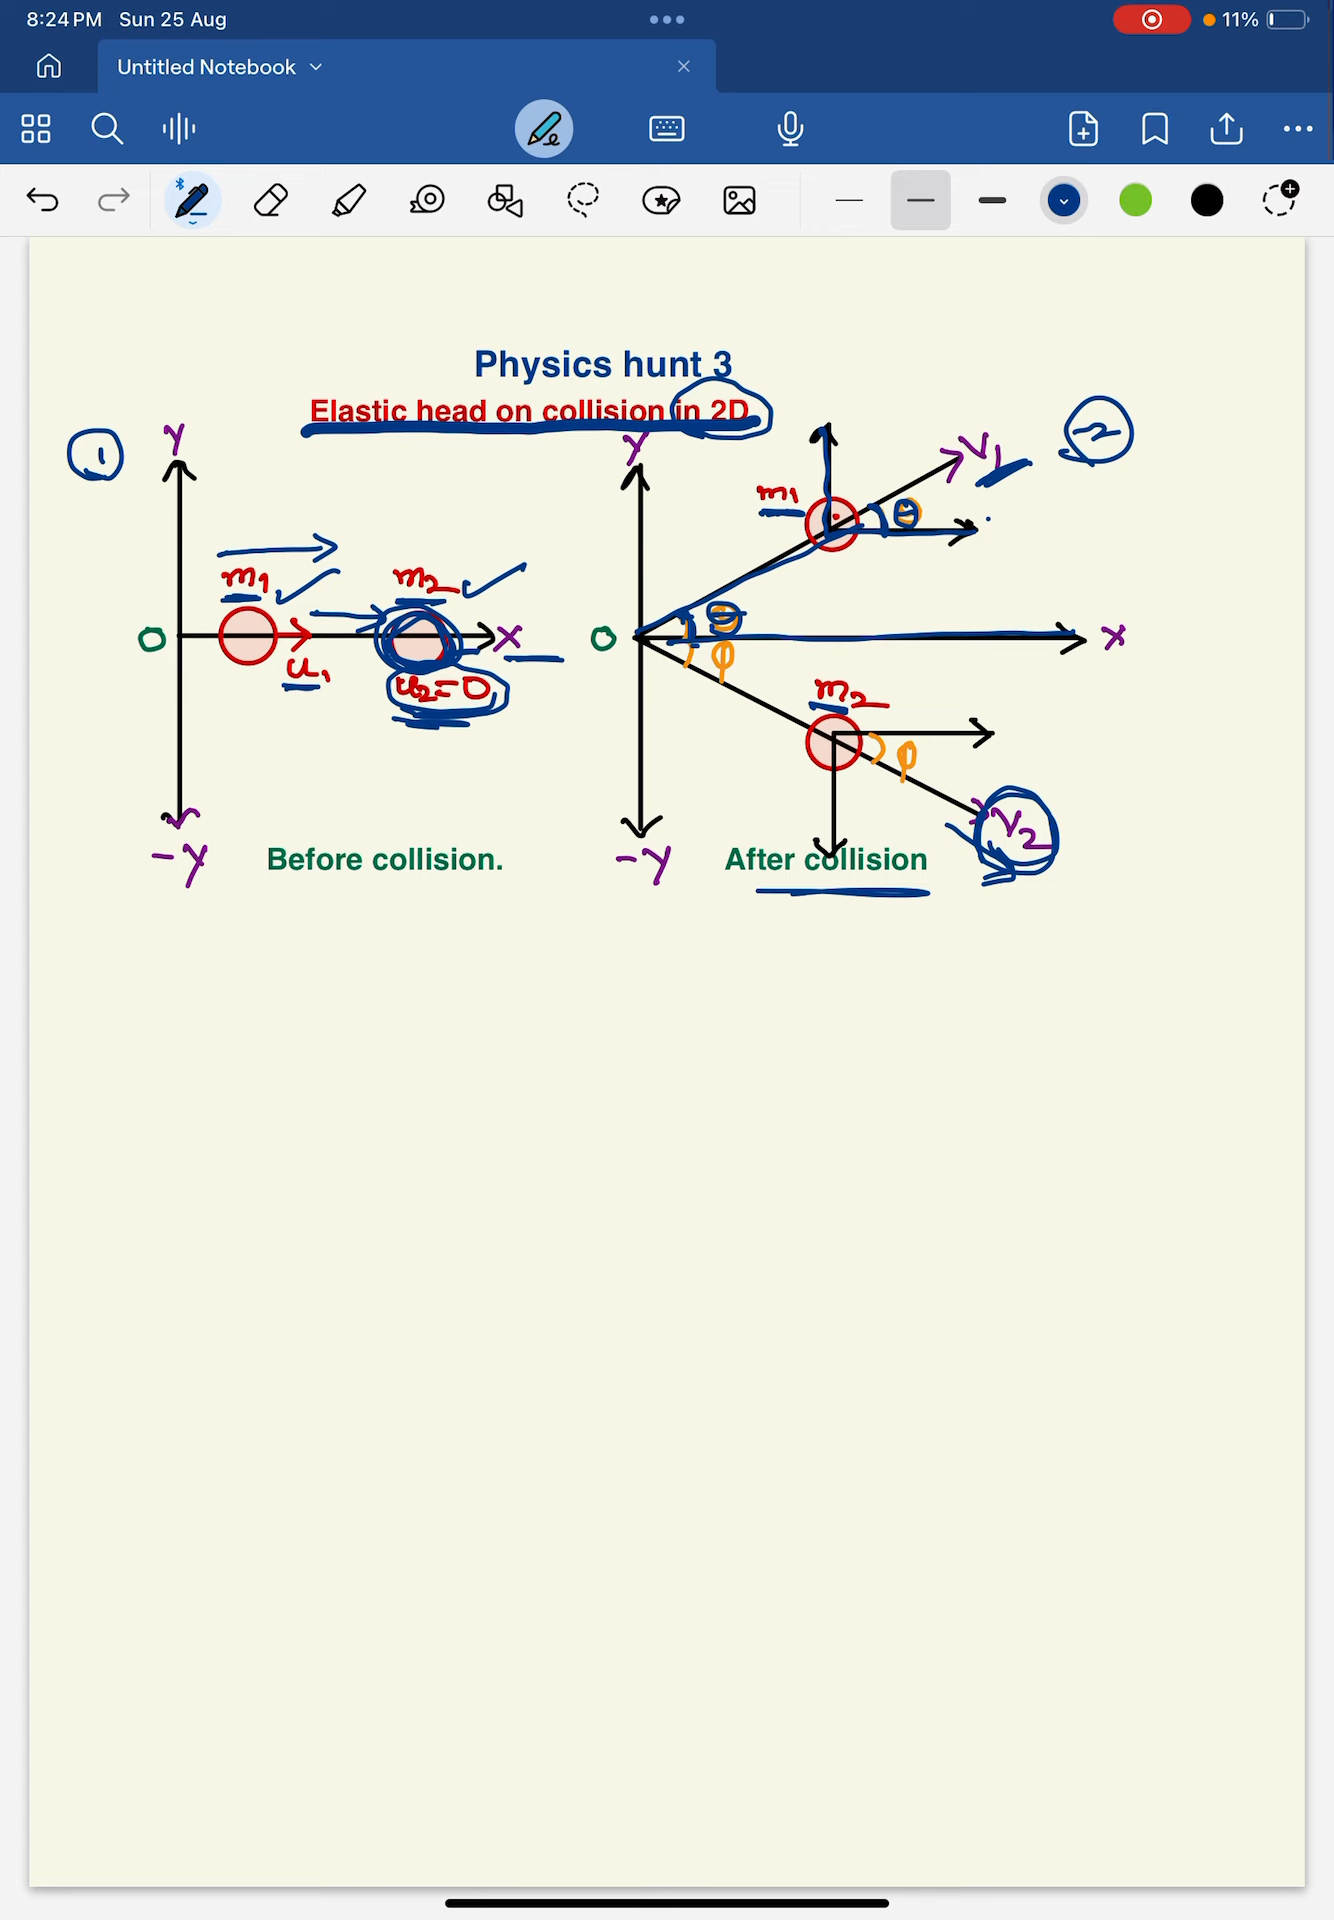 8:24 PM Sun 25 Aug
11%
Untitled Notebook
Physics hunt 3
Elastic head on collision in 2D
1
Y
m1
m2
O
u1
u2=0
X
-Y
Before collision.
2
Y
V1
m1
θ
θ
O
φ
X
m2
φ
V2
-Y
After collision